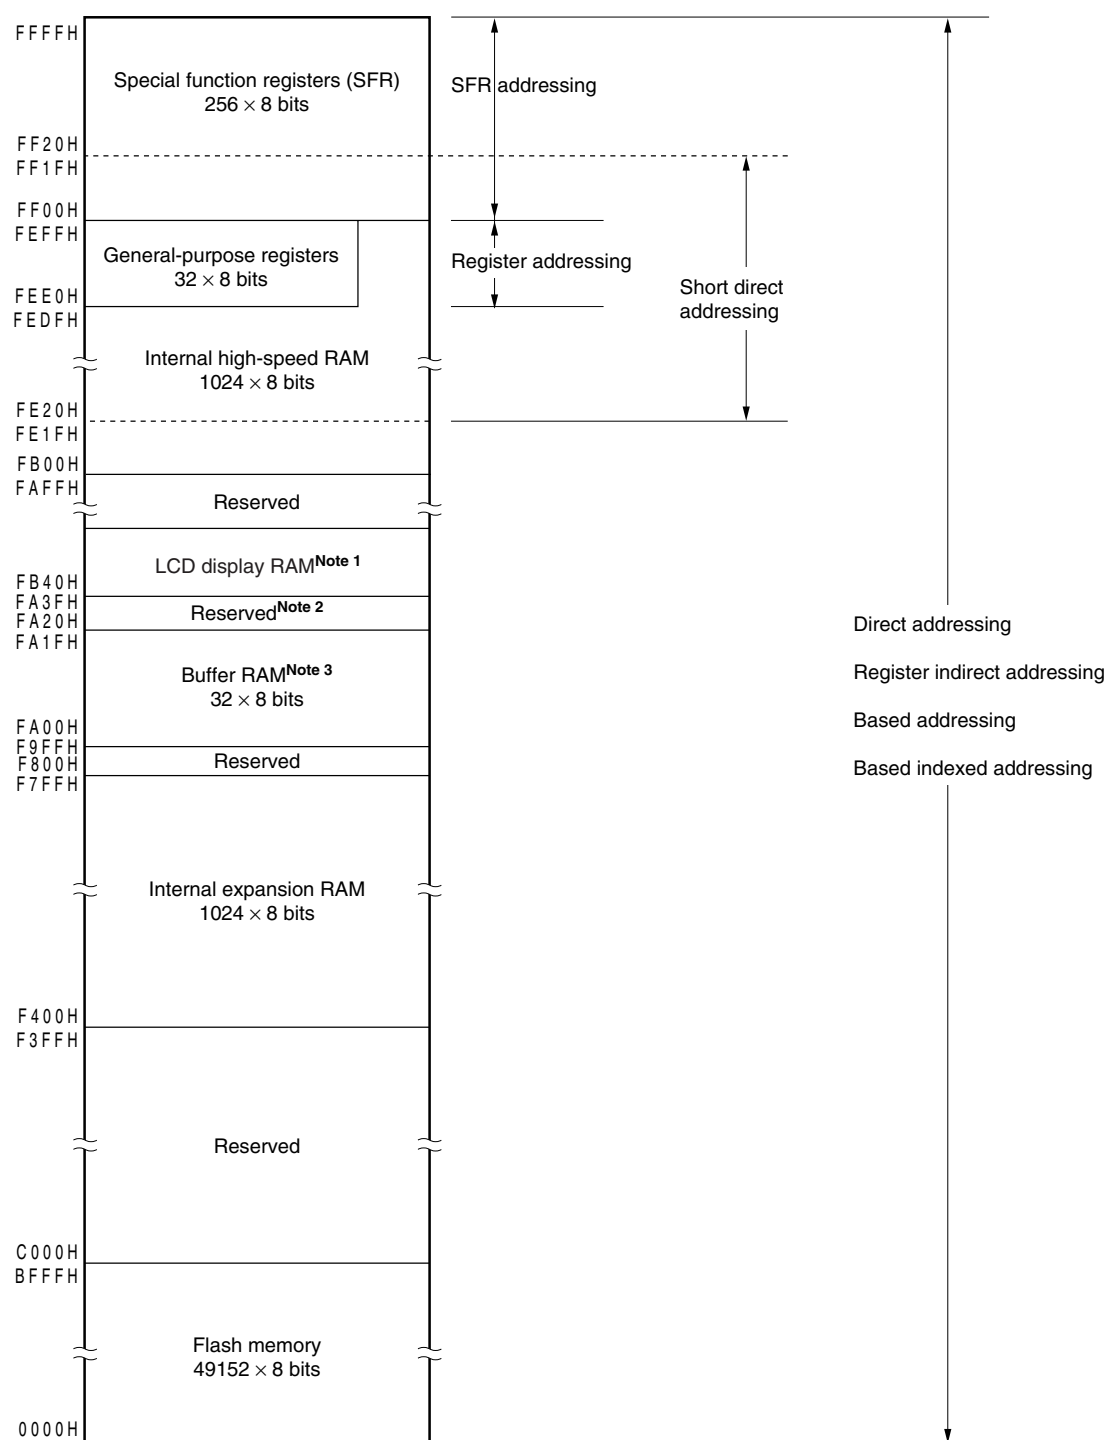 FFFFH
Special function registers (SFR)
256 × 8 bits
SFR addressing
FF20H
FF1FH
FF00H
FEFFH
General-purpose registers
32 × 8 bits
Register addressing
Short direct
addressing
FEE0H
FEDFH
Internal high-speed RAM
1024 × 8 bits
FE20H
FE1FH
FB00H
FAFFH
Reserved
LCD display RAMNote 1
FB40H
FA3FH
ReservedNote 2
FA20H
FA1FH
Direct addressing
Buffer RAMNote 3
32 × 8 bits
Register indirect addressing
Based addressing
FA00H
F9FFH
Reserved
F800H
F7FFH
Based indexed addressing
Internal expansion RAM
1024 × 8 bits
F400H
F3FFH
Reserved
C000H
BFFFH
Flash memory
49152 × 8 bits
0000H